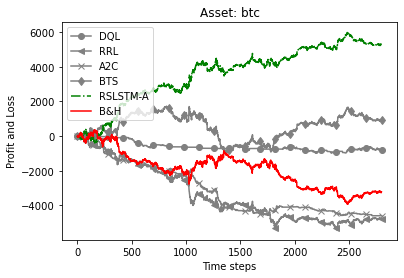 Asset: btc
Profit and Loss
6000
4000
2000
0
−2000
−4000
DQL
RRL
A2C
BTS
RSLSTM-A
B&H
0
500
1000
1500
2000
2500
Time steps